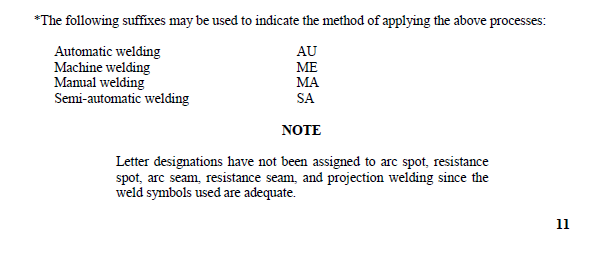 *The following suffixes may be used to indicate the method of applying the above processes:
Automatic welding AU
Machine welding ME
Manual welding MA
Semi-automatic welding SA
NOTE
Letter designations have not been assigned to arc spot, resistance
spot, arc seam, resistance seam, and projection welding since the
weld symbols used are adequate.
11